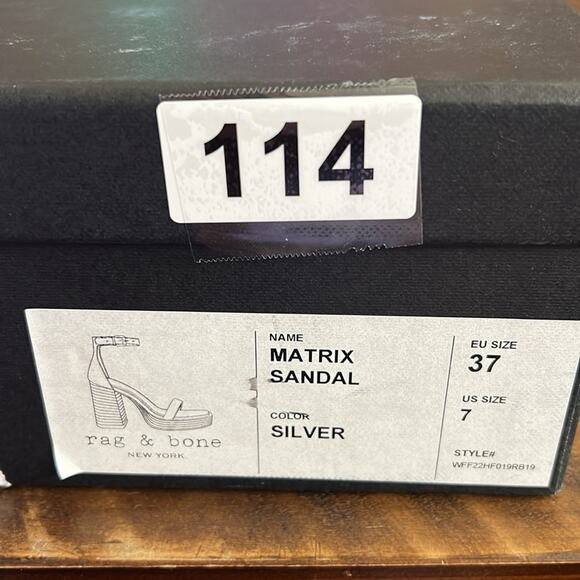 114
rag & bone
NEW YORK
NAME
MATRIX
SANDAL
COLOR
SILVER
EU SIZE
37
US SIZE
7
STYLE#
WFF22HF019RB19